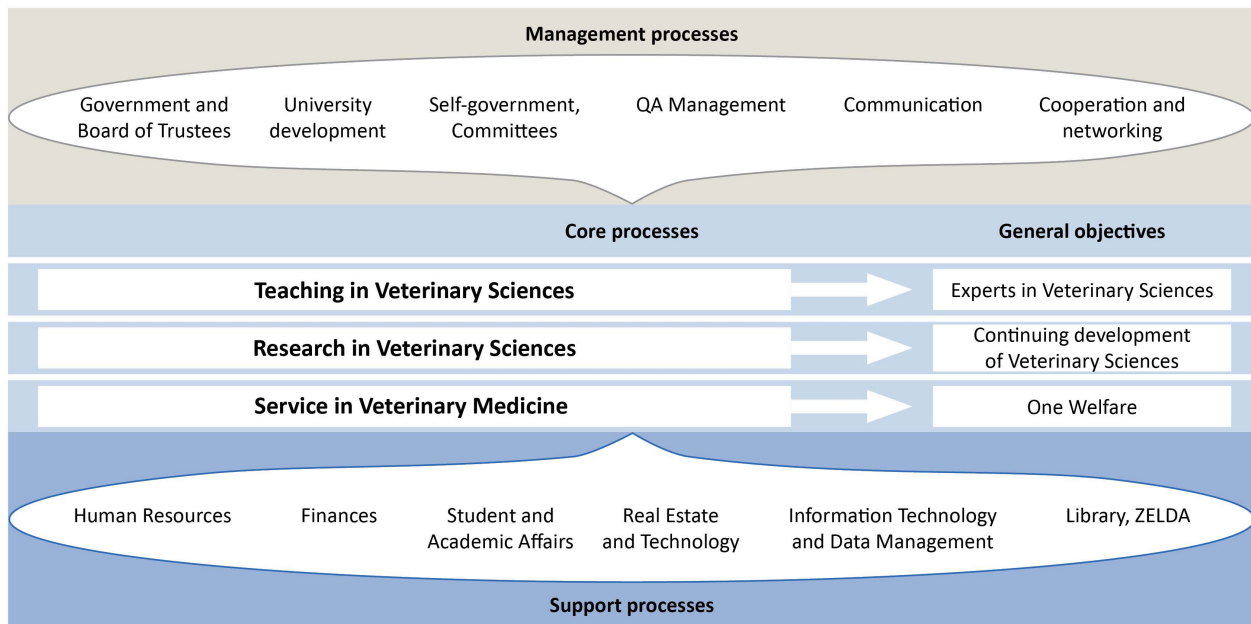 Management processes
Government and
Board of Trustees
University
development
Self-government,
Committees
QA Management
Communication
Cooperation and
networking
Core processes
General objectives
Teaching in Veterinary Sciences
Experts in Veterinary Sciences
Research in Veterinary Sciences
Continuing development
of Veterinary Sciences
Service in Veterinary Medicine
One Welfare
Human Resources
Finances
Student and
Academic Affairs
Real Estate
and Technology
Information Technology
and Data Management
Library, ZELDA
Support processes